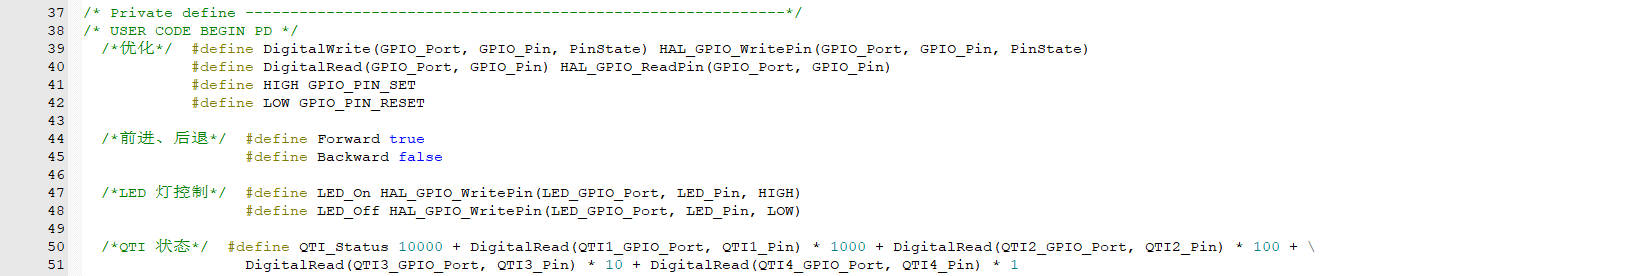 37 /* Private define ------------------------------------------------------------*/
38 /* USER CODE BEGIN PD */
39 /*优化*/ #define DigitalWrite(GPIO_Port, GPIO_Pin, PinState) HAL_GPIO_WritePin(GPIO_Port, GPIO_Pin, PinState)
40 #define DigitalRead(GPIO_Port, GPIO_Pin) HAL_GPIO_ReadPin(GPIO_Port, GPIO_Pin)
41 #define HIGH GPIO_PIN_SET
42 #define LOW GPIO_PIN_RESET
43
44 /*前进、后退*/ #define Forward true
45 #define Backward false
46
47 /*LED 灯控制*/ #define LED_On HAL_GPIO_WritePin(LED_GPIO_Port, LED_Pin, HIGH)
48 #define LED_Off HAL_GPIO_WritePin(LED_GPIO_Port, LED_Pin, LOW)
49
50 /*QTI 状态*/ #define QTI_Status 10000 + DigitalRead(QTI1_GPIO_Port, QTI1_Pin) * 1000 + DigitalRead(QTI2_GPIO_Port, QTI2_Pin) * 100 + \
51 DigitalRead(QTI3_GPIO_Port, QTI3_Pin) * 10 + DigitalRead(QTI4_GPIO_Port, QTI4_Pin) * 1